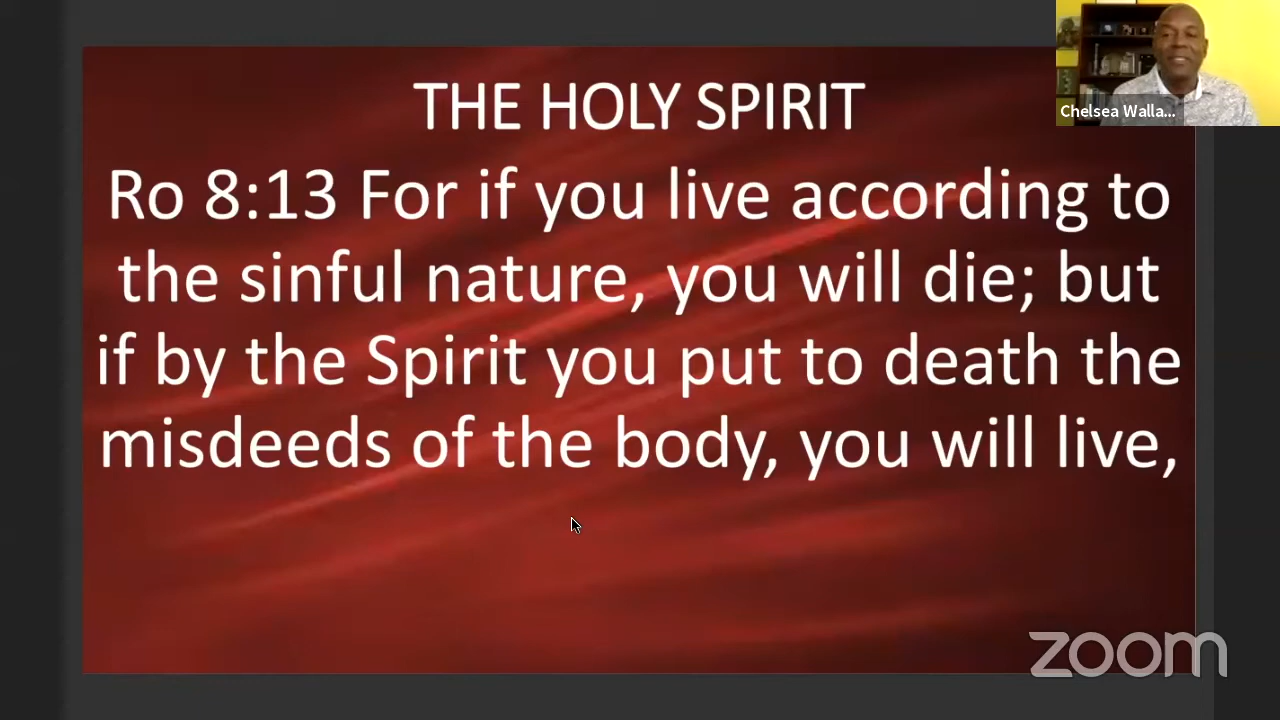 THE HOLY SPIRIT
Ro 8:13 For if you live according to
the sinful nature, you will die; but
if by the Spirit you put to death the
misdeeds of the body, you will live,
Chelsea Walla...
zoom